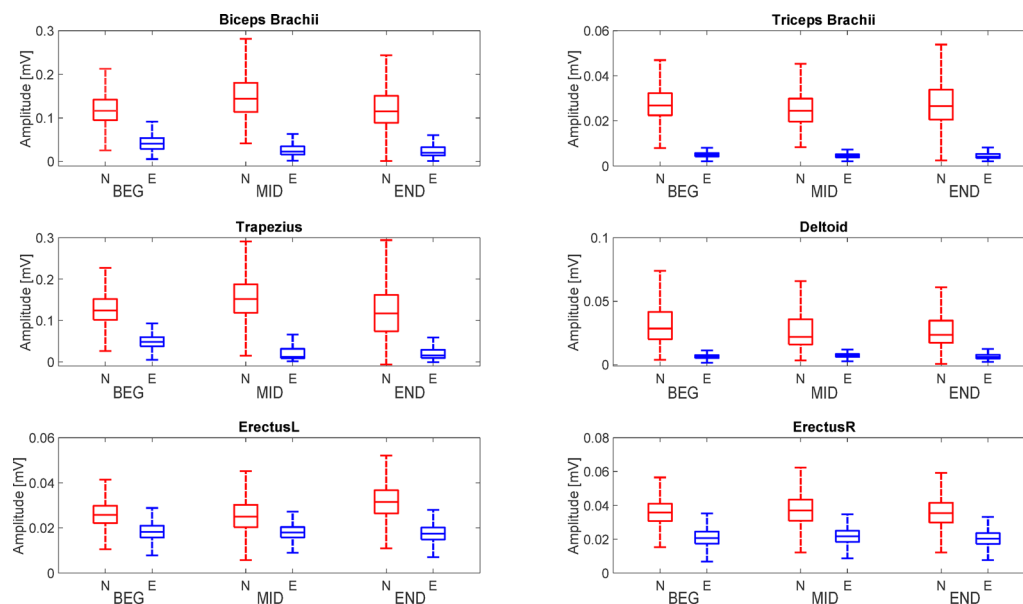 Biceps Brachii
Amplitude [mV]
0.3
0.2
0.1
0
N E N E N E
BEG MID END
Triceps Brachii
Amplitude [mV]
0.06
0.04
0.02
0
N E N E N E
BEG MID END
Trapezius
Amplitude [mV]
0.3
0.2
0.1
0
N E N E N E
BEG MID END
Deltoid
Amplitude [mV]
0.1
0.05
0
N E N E N E
BEG MID END
ErectusL
Amplitude [mV]
0.06
0.04
0.02
0
N E N E N E
BEG MID END
ErectusR
Amplitude [mV]
0.08
0.06
0.04
0.02
0
N E N E N E
BEG MID END